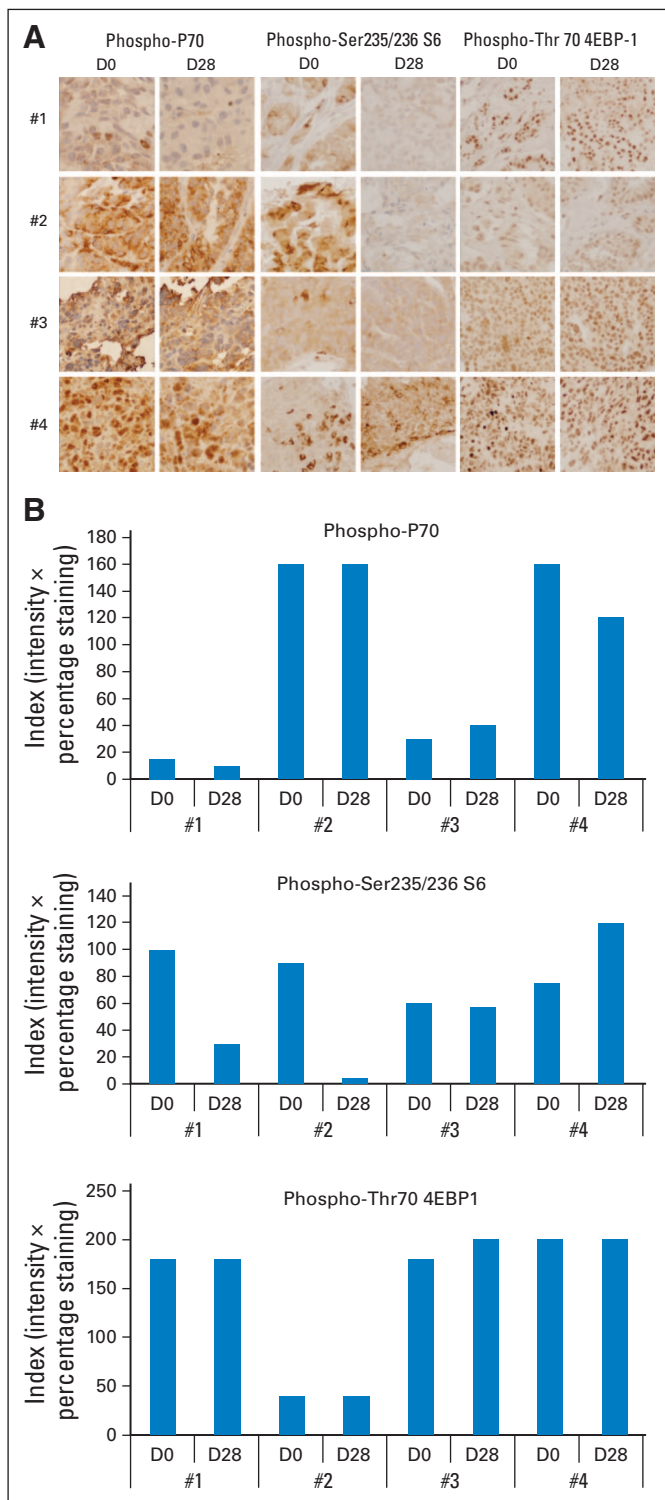 A
Phospho-P70 Phospho-Ser235/236 S6 Phospho-Thr 70 4EBP-1
D0 D28 D0 D28 D0 D28
#1
#2
#3
#4
B
Phospho-P70
Index (intensity ×
percentage staining)
180
160
140
120
100
80
60
40
20
0
D0 D28 D0 D28 D0 D28 D0 D28
#1 #2 #3 #4
Phospho-Ser235/236 S6
Index (intensity ×
percentage staining)
140
120
100
80
60
40
20
0
D0 D28 D0 D28 D0 D28 D0 D28
#1 #2 #3 #4
Phospho-Thr70 4EBP1
Index (intensity ×
percentage staining)
250
200
150
100
50
0
D0 D28 D0 D28 D0 D28 D0 D28
#1 #2 #3 #4